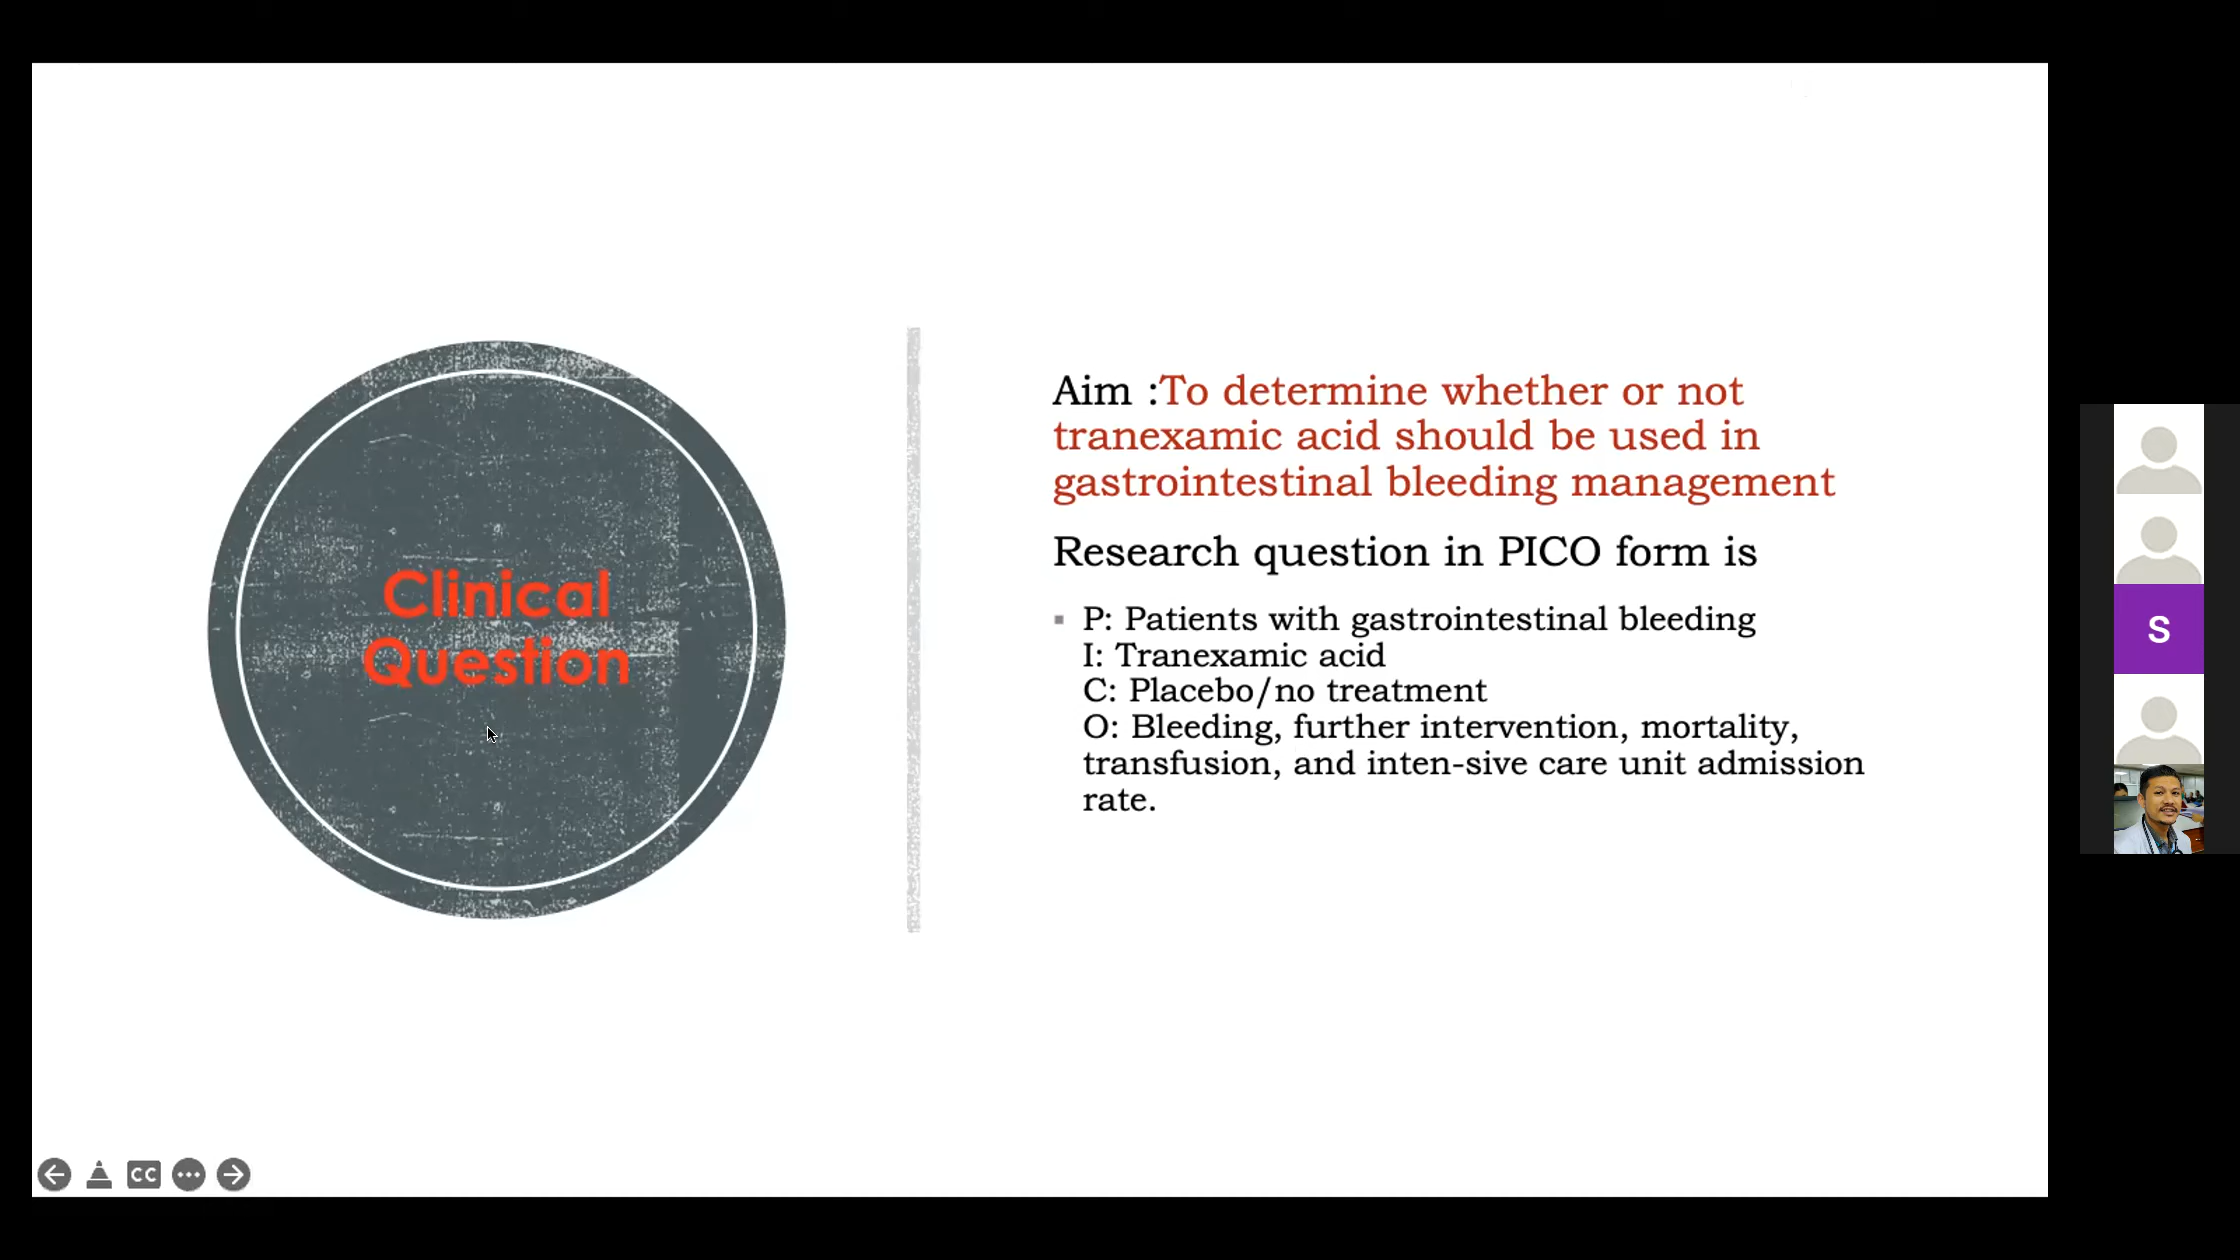 Clinical
Question
Aim :To determine whether or not
tranexamic acid should be used in
gastrointestinal bleeding management
Research question in PICO form is
▪ P: Patients with gastrointestinal bleeding
I: Tranexamic acid
C: Placebo/no treatment
O: Bleeding, further intervention, mortality,
transfusion, and inten-sive care unit admission
rate.
S
CC